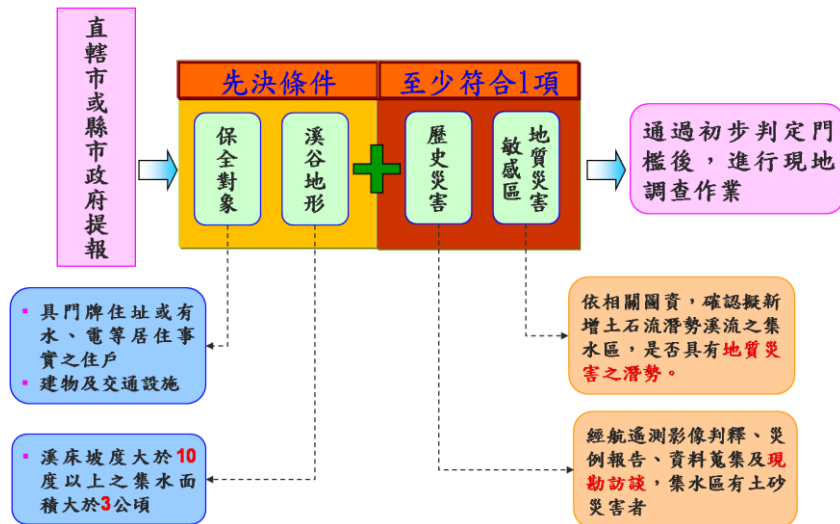 直轄市或縣市政府提報
先決條件
至少符合1項
保全對象
溪谷地形
歷史災害
地質災害
敏感區
通過初步判定門
檻後，進行現地
調查作業
具門牌住址或有
水、電等居住事
實之住戶
建物及交通設施
溪床坡度大於10
度以上之集水面
積大於3公頃
依相關圖資，確認擬新
增土石流潛勢溪流之集
水區，是否具有地質災
害之潛勢。
經航遙測影像判釋、災
例報告、資料蒐集及現
勘訪談，集水區有土砂
災害者